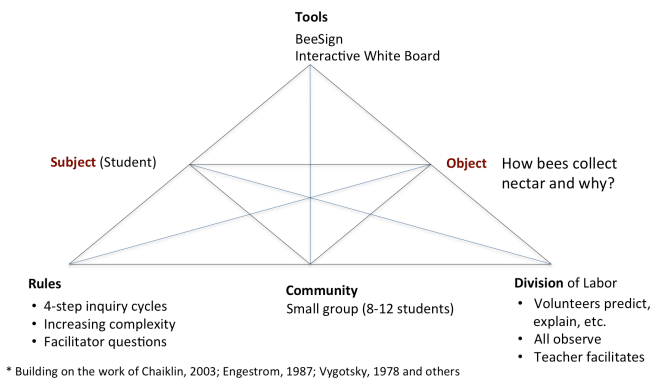 Tools
BeeSign
Interactive White Board
Subject (Student)
Object
How bees collect
nectar and why?
Rules
• 4-step inquiry cycles
• Increasing complexity
• Facilitator questions
Community
Small group (8-12 students)
Division of Labor
• Volunteers predict,
explain, etc.
• All observe
• Teacher facilitates
* Building on the work of Chaiklin, 2003; Engestrom, 1987; Vygotsky, 1978 and others